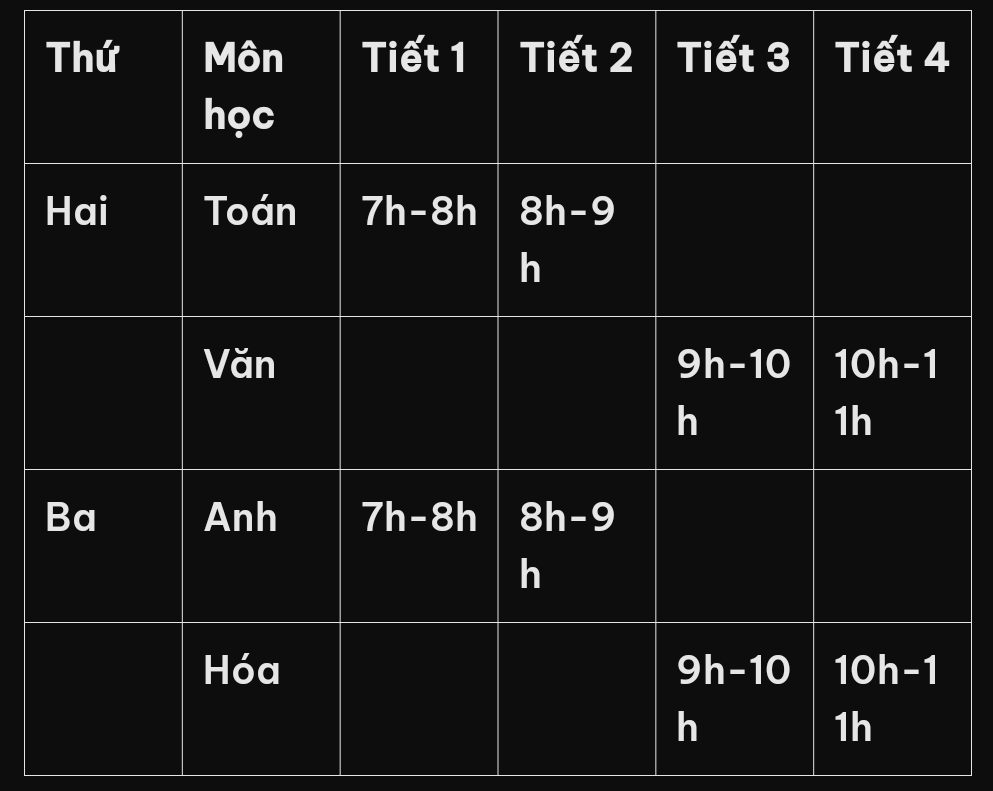 Thứ Môn học Tiết 1 Tiết 2 Tiết 3 Tiết 4
Hai Toán 7h-8h 8h-9h
Văn 9h-10h 10h-11h
Ba Anh 7h-8h 8h-9h
Hóa 9h-10h 10h-11h